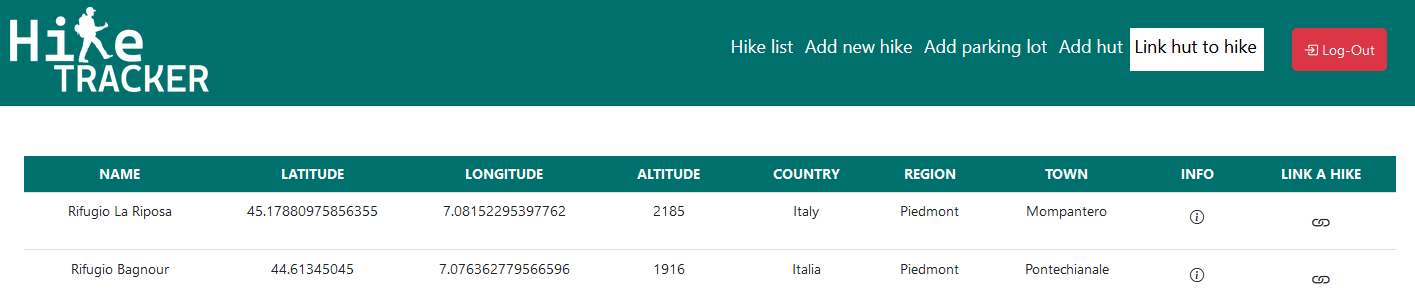 Hike
TRACKER
Hike list Add new hike Add parking lot Add hut Link hut to hike Log-Out
NAME LATITUDE LONGITUDE ALTITUDE COUNTRY REGION TOWN INFO LINK A HIKE
Rifugio La Riposa 45.17880975856355 7.08152295397762 2185 Italy Piedmont Mompantero
Rifugio Bagnour 44.61345045 7.076362779566596 1916 Italia Piedmont Pontechianale